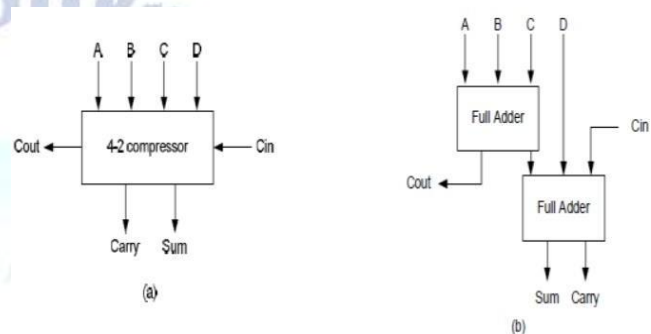 A B C D
Cout
4-2 compressor
Cin
Carry Sum
(a)
A B C D
Full Adder
Cin
Cout
Full Adder
Sum Carry
(b)